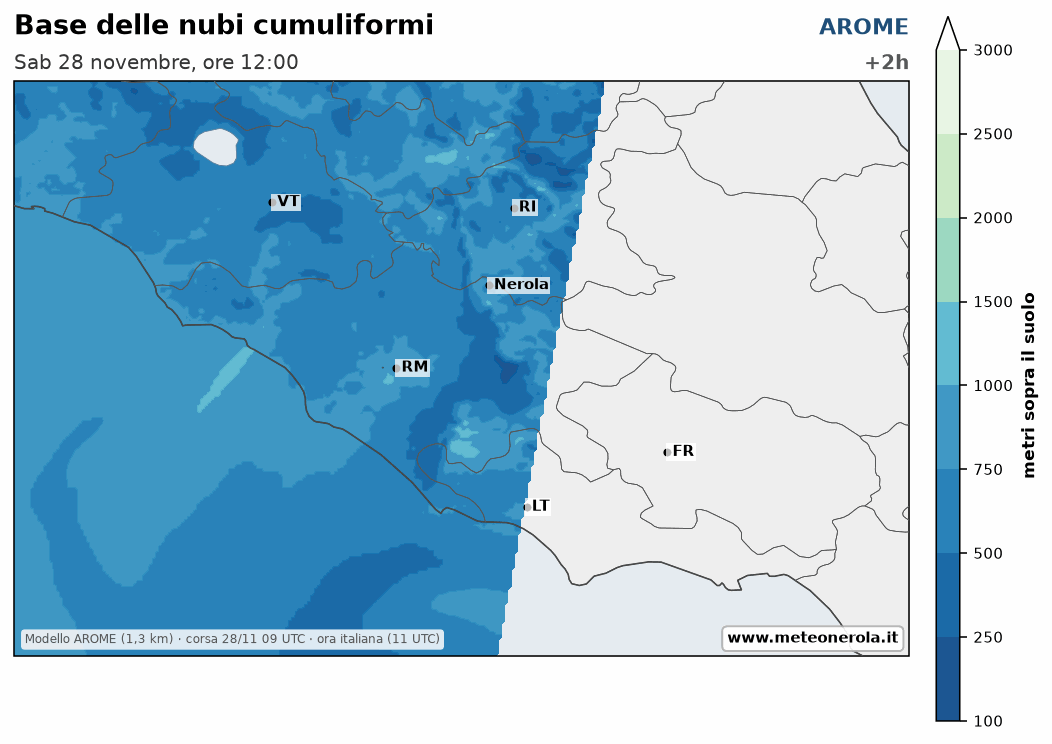 Base delle nubi cumuliformi
AROME
Sab 28 novembre, ore 12:00
+2h
3000
2500
2000
1500
1000
750
500
250
100
metri sopra il suolo
VT
RI
Nerola
RM
FR
LT
Modello AROME (1,3 km) · corsa 28/11 09 UTC · ora italiana (11 UTC)
www.meteonerola.it